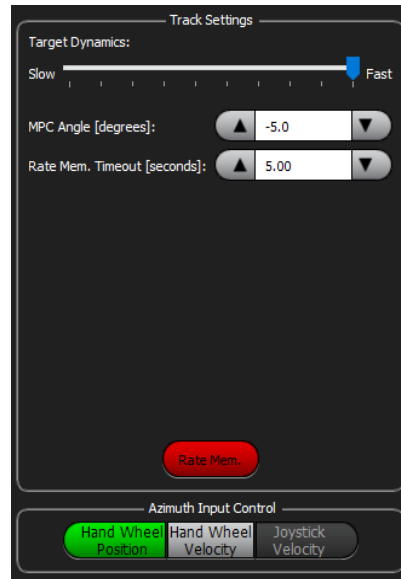 Track Settings
Target Dynamics:
Slow Fast
MPC Angle [degrees]: -5.0
Rate Mem. Timeout [seconds]: 5.00
Rate Mem.
Azimuth Input Control
Hand Wheel Hand Wheel Joystick
Position Velocity Velocity